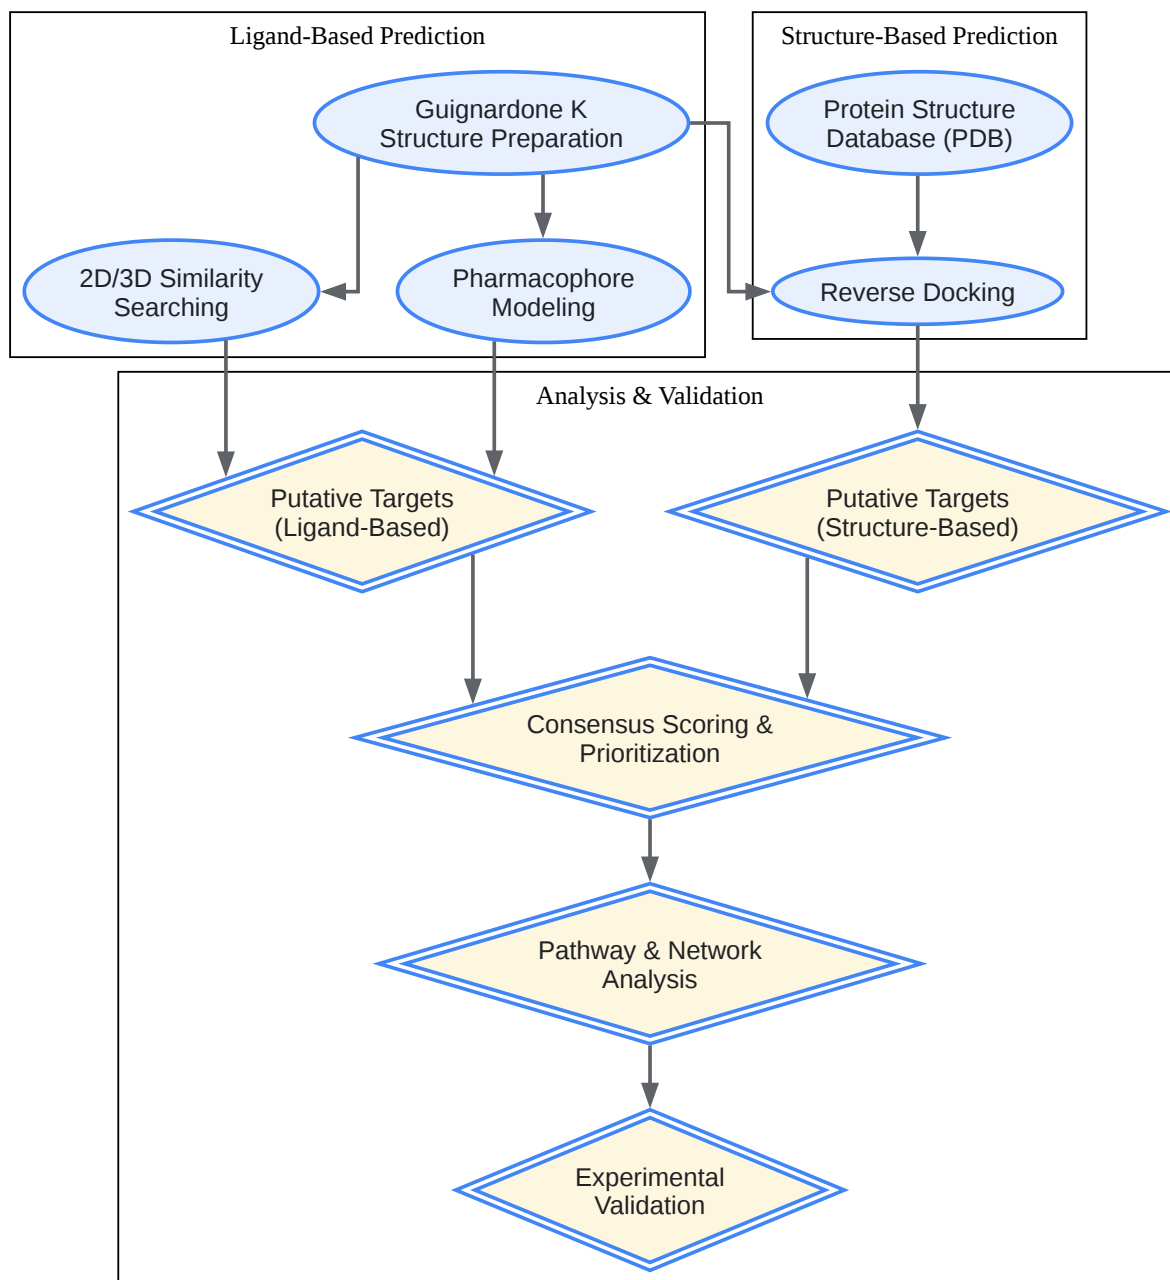 Ligand-Based Prediction
Structure-Based Prediction
Guignardone K
Structure Preparation
Protein Structure
Database (PDB)
2D/3D Similarity
Searching
Pharmacophore
Modeling
Reverse Docking
Analysis & Validation
Putative Targets
(Ligand-Based)
Putative Targets
(Structure-Based)
Consensus Scoring &
Prioritization
Pathway & Network
Analysis
Experimental
Validation